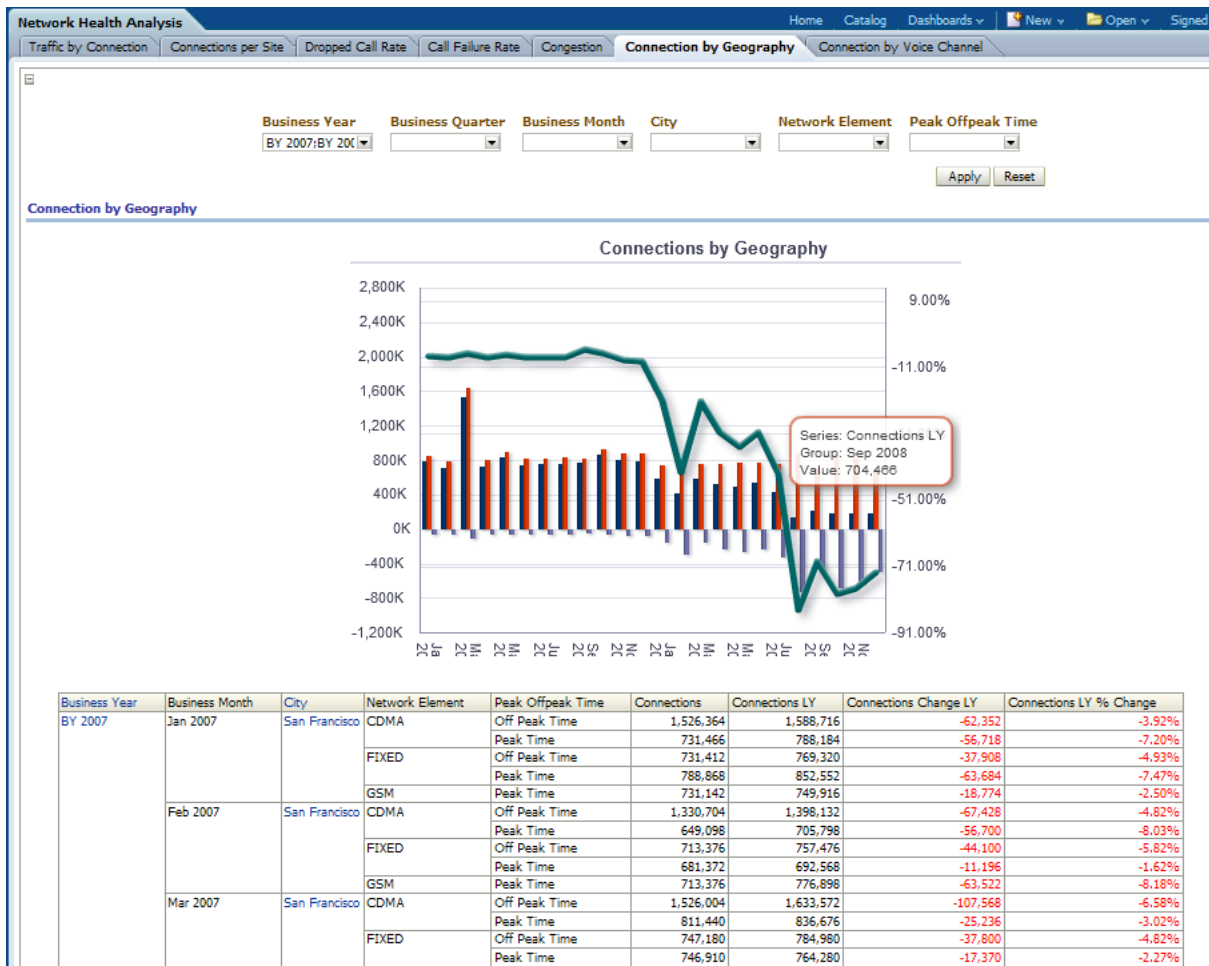 Network Health Analysis
Home Catalog Dashboards New Open Signed
Traffic by Connection Connections per Site Dropped Call Rate Call Failure Rate Congestion Connection by Geography Connection by Voice Channel
Business Year Business Quarter Business Month City Network Element Peak Offpeak Time
BY 2007;BY 200
Apply Reset
Connection by Geography
Connections by Geography
2,800K
2,400K
2,000K
1,600K
1,200K
800K
400K
0K
-400K
-800K
-1,200K
9.00%
-11.00%
-51.00%
-71.00%
-91.00%
Series: Connections LY
Group: Sep 2008
Value: 704,466
Business Year Business Month City Network Element Peak Offpeak Time Connections Connections LY Connections Change LY Connections LY % Change
BY 2007 Jan 2007 San Francisco CDMA Off Peak Time 1,526,364 1,588,716 -62,352 -3.92%
Peak Time 731,466 788,184 -56,718 -7.20%
FIXED Off Peak Time 731,412 769,320 -37,908 -4.93%
Peak Time 788,868 852,552 -63,684 -7.47%
GSM Peak Time 731,142 749,916 -18,774 -2.50%
Feb 2007 San Francisco CDMA Off Peak Time 1,330,704 1,398,132 -67,428 -4.82%
Peak Time 649,098 705,798 -56,700 -8.03%
FIXED Off Peak Time 713,376 757,476 -44,100 -5.82%
Peak Time 681,372 692,568 -11,196 -1.62%
GSM Peak Time 713,376 776,898 -63,522 -8.18%
Mar 2007 San Francisco CDMA Off Peak Time 1,526,004 1,633,572 -107,568 -6.58%
Peak Time 811,440 836,676 -25,236 -3.02%
FIXED Off Peak Time 747,180 784,980 -37,800 -4.82%
Peak Time 746,910 764,280 -17,370 -2.27%